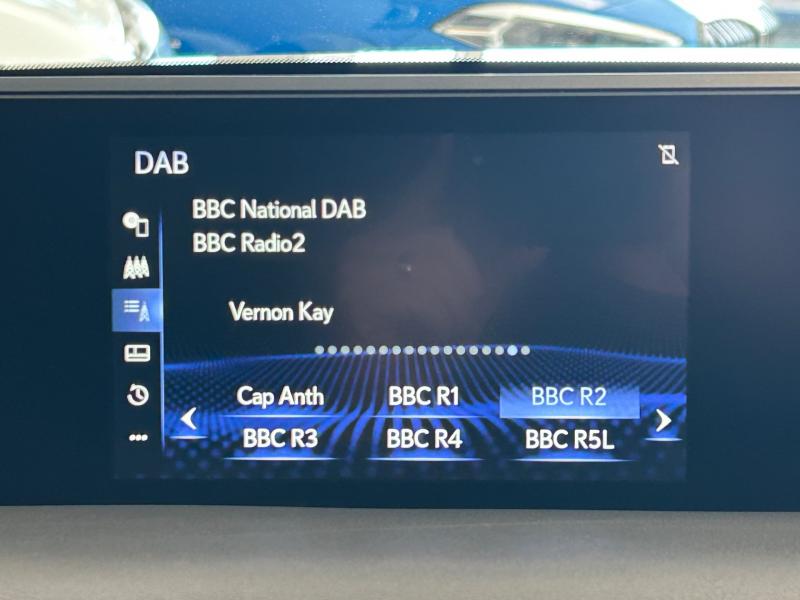 DAB
BBC National DAB
BBC Radio2
Vernon Kay
Cap Anth BBC R1 BBC R2
BBC R3 BBC R4 BBC R5L